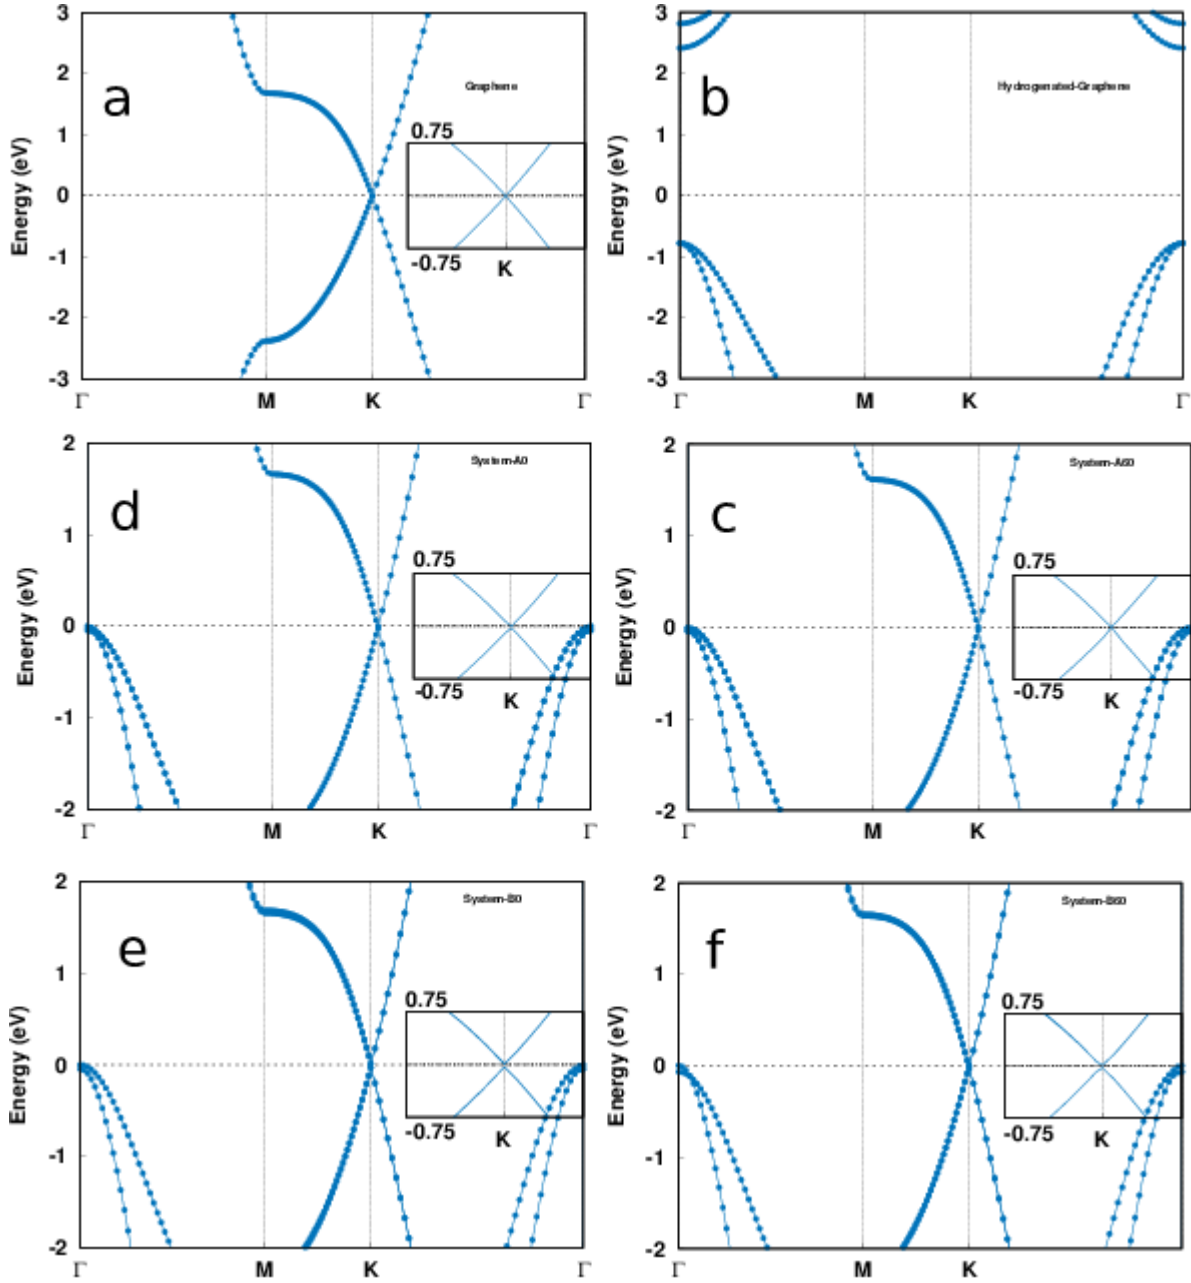 3
2
1
0
-1
-2
-3
Energy (eV)
a
Graphene
0.75
-0.75
K
Γ
M
K
Γ
3
2
1
0
-1
-2
-3
Energy (eV)
b
Hydrogenated-Graphene
Γ
M
K
Γ
2
1
0
-1
-2
Energy (eV)
d
System-A0
0.75
-0.75
K
Γ
M
K
Γ
2
1
0
-1
-2
Energy (eV)
c
System-A60
0.75
-0.75
K
Γ
M
K
Γ
2
1
0
-1
-2
Energy (eV)
e
System-B0
0.75
-0.75
K
Γ
M
K
Γ
2
1
0
-1
-2
Energy (eV)
f
System-B60
0.75
-0.75
K
Γ
M
K
Γ